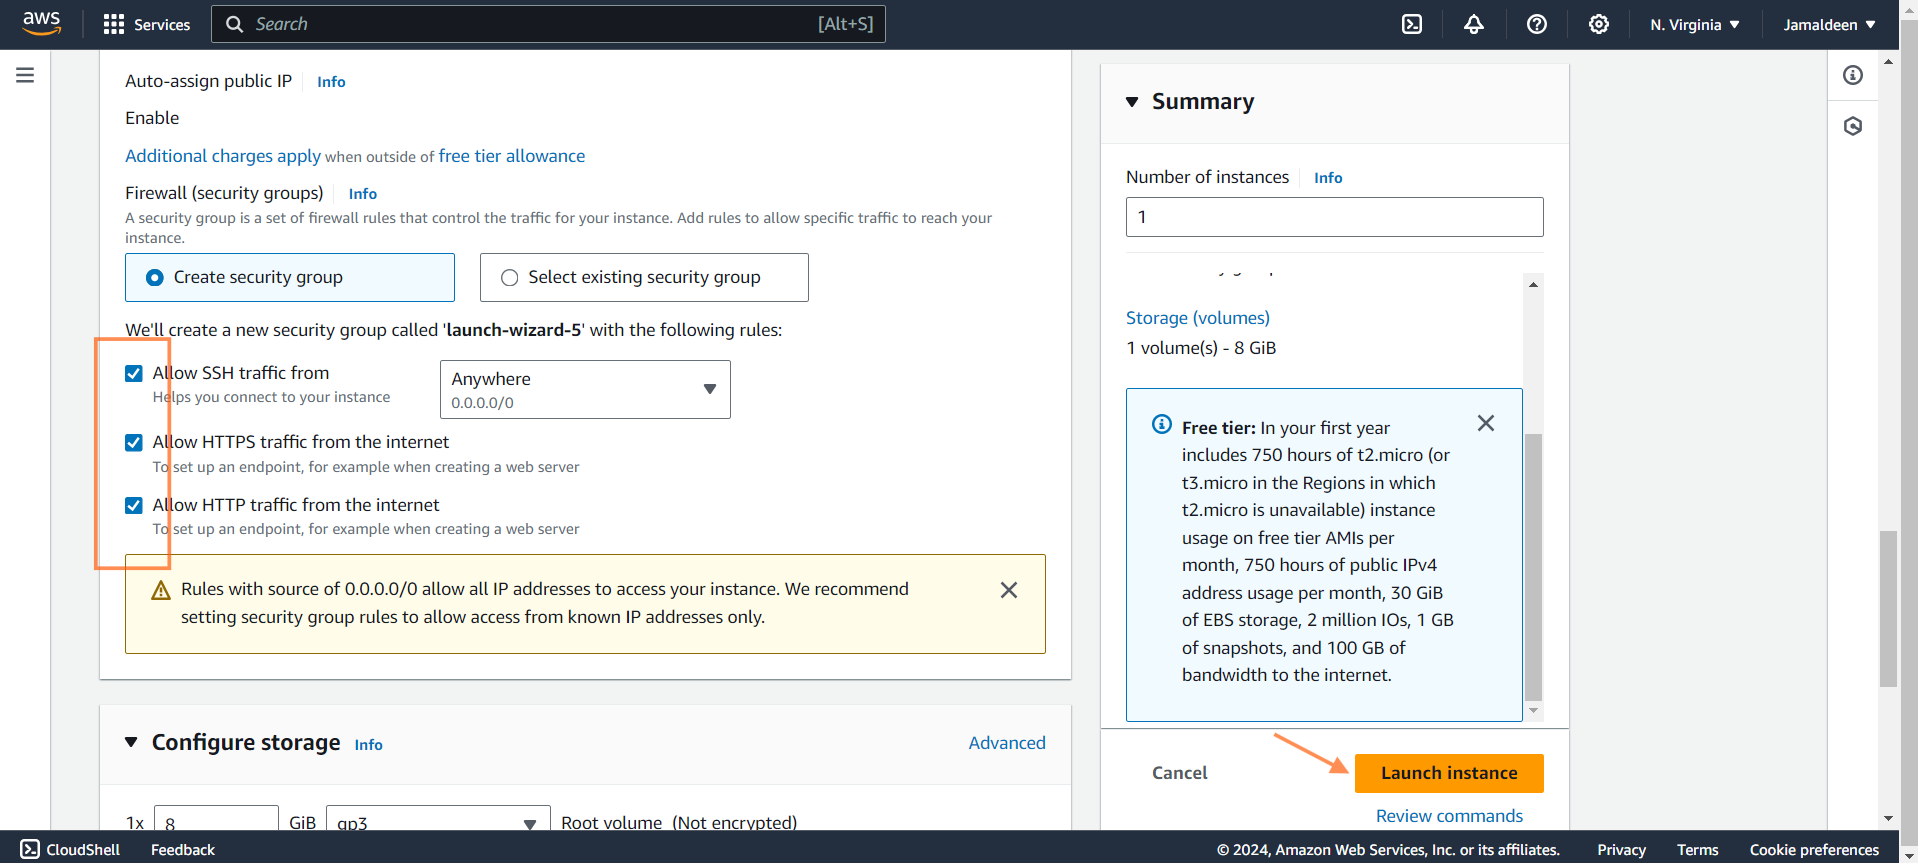 aws
Services
Search
[Alt+S]
N. Virginia
Jamaldeen
Auto-assign public IP
Info
Enable
Additional charges apply when outside of free tier allowance
Firewall (security groups)
Info
A security group is a set of firewall rules that control the traffic for your instance. Add rules to allow specific traffic to reach your
instance.
Create security group
Select existing security group
We'll create a new security group called 'launch-wizard-5' with the following rules:
Allow SSH traffic from
Helps you connect to your instance
Anywhere
0.0.0.0/0
Allow HTTPS traffic from the internet
To set up an endpoint, for example when creating a web server
Allow HTTP traffic from the internet
To set up an endpoint, for example when creating a web server
Rules with source of 0.0.0.0/0 allow all IP addresses to access your instance. We recommend
setting security group rules to allow access from known IP addresses only.
Configure storage
Info
Advanced
1x
8
GiB
gp3
Root volume (Not encrypted)
Summary
Number of instances
Info
1
Storage (volumes)
1 volume(s) - 8 GiB
Free tier: In your first year
includes 750 hours of t2.micro (or
t3.micro in the Regions in which
t2.micro is unavailable) instance
usage on free tier AMIs per
month, 750 hours of public IPv4
address usage per month, 30 GiB
of EBS storage, 2 million IOs, 1 GB
of snapshots, and 100 GB of
bandwidth to the internet.
Cancel
Launch instance
Review commands
CloudShell
Feedback
© 2024, Amazon Web Services, Inc. or its affiliates.
Privacy
Terms
Cookie preferences